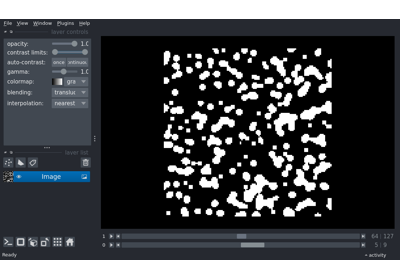 File View Window Plugins Help
layer controls
opacity: 1.0
contrast limits:
auto-contrast: once
gamma: 1.0
colormap: gra
blending: translu
interpolation: nearest
layer list
Image
1 64 127
0 5 9
Ready activity